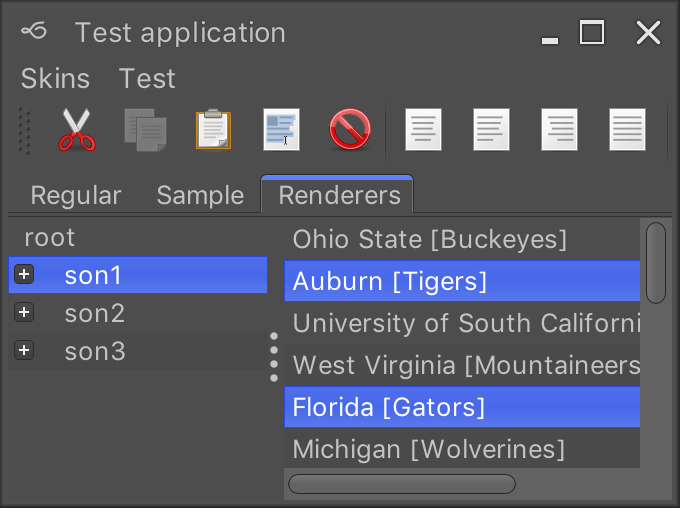 Test application
Skins Test
Regular Sample Renderers
root
son1
son2
son3
Ohio State [Buckeyes]
Auburn [Tigers]
University of South Californi
West Virginia [Mountaineers
Florida [Gators]
Michigan [Wolverines]